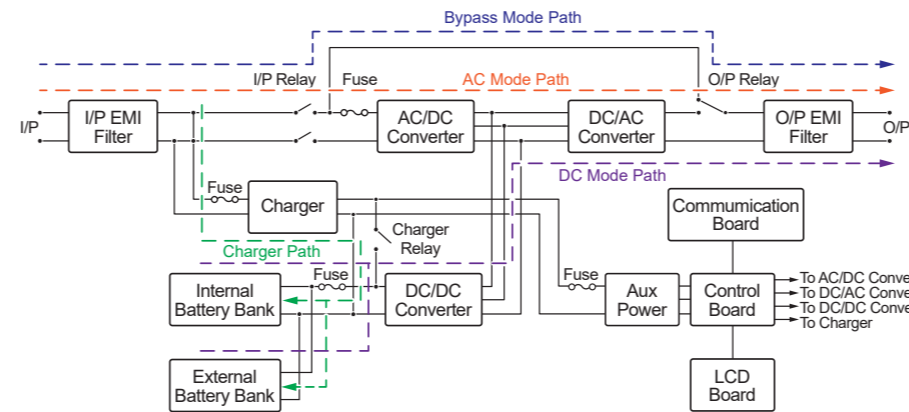 Bypass Mode Path
I/P Relay
Fuse
AC Mode Path
O/P Relay
I/P
I/P EMI
Filter
AC/DC
Converter
DC/AC
Converter
O/P EMI
Filter
O/P
DC Mode Path
Fuse
Charger
Charger
Relay
Charger Path
Commumication
Board
Internal
Battery Bank
Fuse
DC/DC
Converter
Fuse
Aux
Power
Control
Board
To AC/DC Conve
To DC/AC Conve
To DC/DC Conve
To Charger
External
Battery Bank
LCD
Board